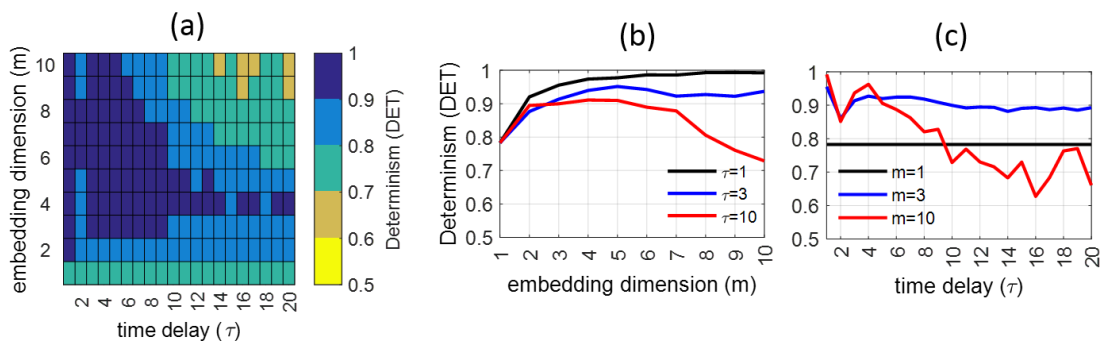 (a)
embedding dimension (m)
10
8
6
4
2
2
4
6
8
10
12
14
16
18
20
time delay (τ)
1
0.9
0.8
0.7
0.6
0.5
Determinism (DET)
(b)
Determinism (DET)
1
0.9
0.8
0.7
0.6
0.5
τ=1
τ=3
τ=10
1 2 3 4 5 6 7 8 9 10
embedding dimension (m)
(c)
1
0.9
0.8
0.7
0.6
0.5
m=1
m=3
m=10
2
4
6
8
10
12
14
16
18
20
time delay (τ)